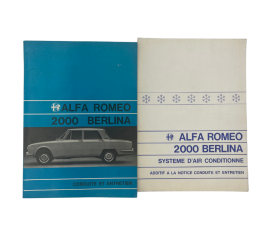 ALFA ROMEO
2000 BERLINA
CONDUITE ET ENTRETIEN
ALFA ROMEO
2000 BERLINA
SYSTEME D'AIR CONDITIONNE
ADDITIF A LA NOTICE CONDUITE ET ENTRETIEN